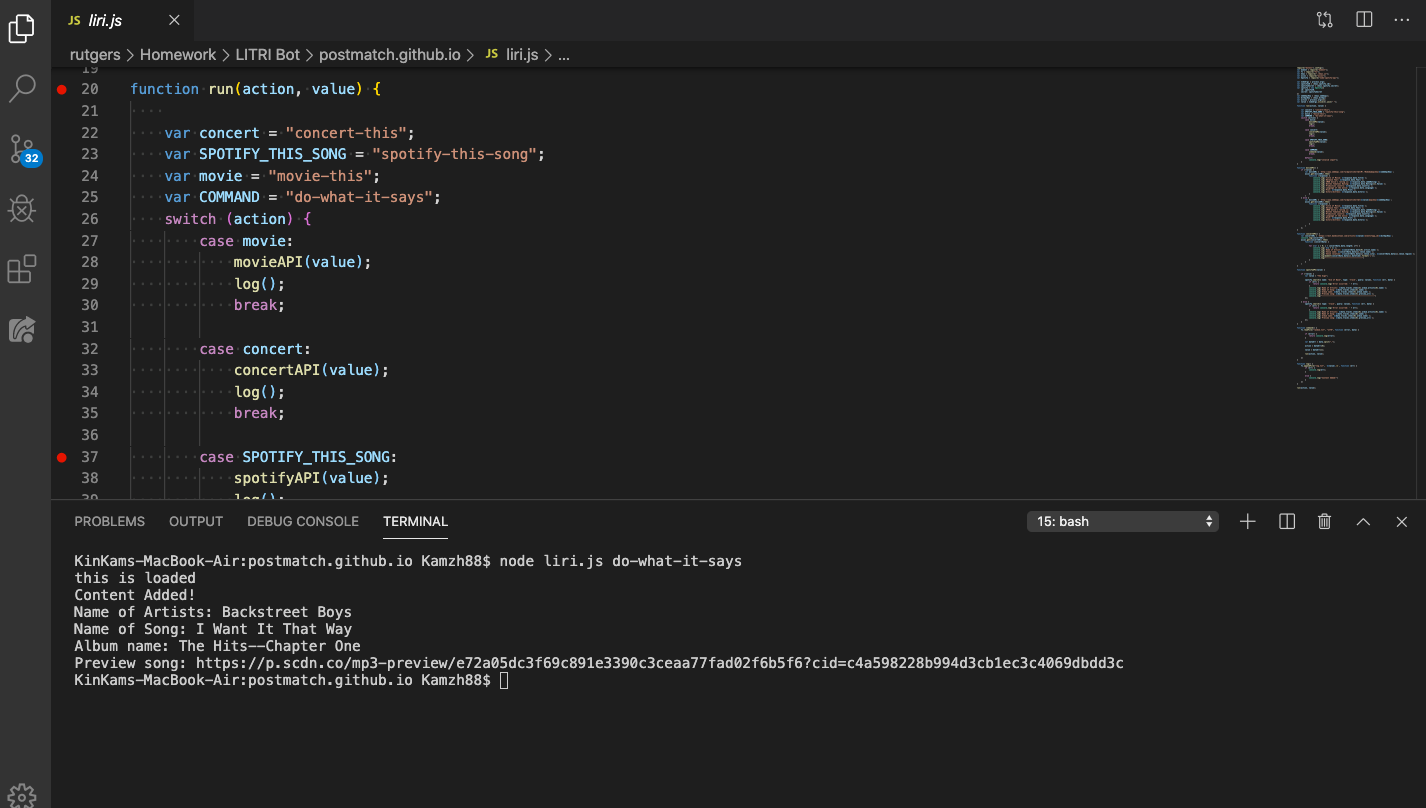 JS liri.js
rutgers > Homework > LITRI Bot > postmatch.github.io > JS liri.js > ...
19
20 function run(action, value) {
21
22 var concert = "concert-this";
23 var SPOTIFY_THIS_SONG = "spotify-this-song";
24 var movie = "movie-this";
25 var COMMAND = "do-what-it-says";
26 switch (action) {
27 case movie:
28 movieAPI(value);
29 log();
30 break;
31
32 case concert:
33 concertAPI(value);
34 log();
35 break;
36
37 case SPOTIFY_THIS_SONG:
38 spotifyAPI(value);
39 log();
32
PROBLEMS OUTPUT DEBUG CONSOLE TERMINAL 15: bash
KinKams-MacBook-Air:postmatch.github.io Kamzh88$ node liri.js do-what-it-says
this is loaded
Content Added!
Name of Artists: Backstreet Boys
Name of Song: I Want It That Way
Album name: The Hits--Chapter One
Preview song: https://p.scdn.co/mp3-preview/e72a05dc3f69c891e3390c3ceaa77fad02f6b5f6?cid=c4a598228b994d3cb1ec3c4069dbdd3c
KinKams-MacBook-Air:postmatch.github.io Kamzh88$